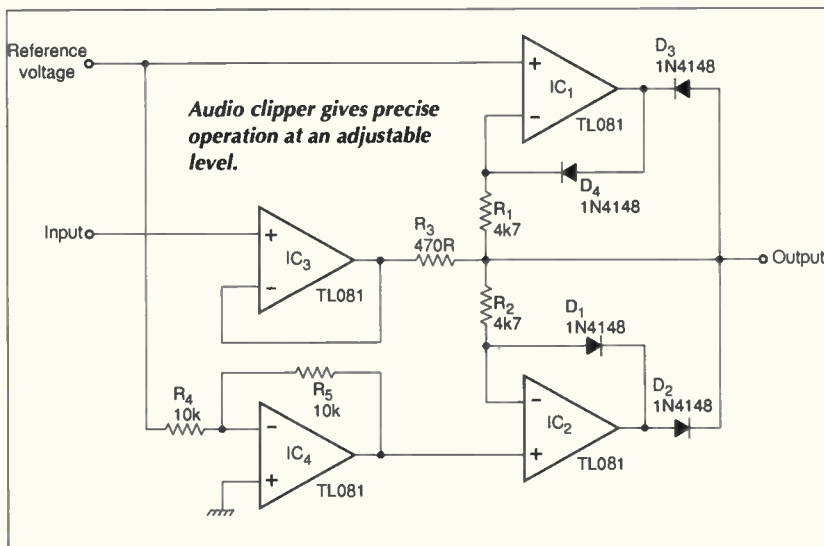 Reference
voltage
Audio clipper gives precise
operation at an adjustable
level.
+
IC₁
−
TL081
D₃
1N4148
D₄
1N4148
R₁
4k7
Input
+
IC₃
−
TL081
R₃
470R
Output
R₂
4k7
D₁
1N4148
D₂
1N4148
−
IC₂
+
TL081
R₄
10k
R₅
10k
−
IC₄
+
TL081